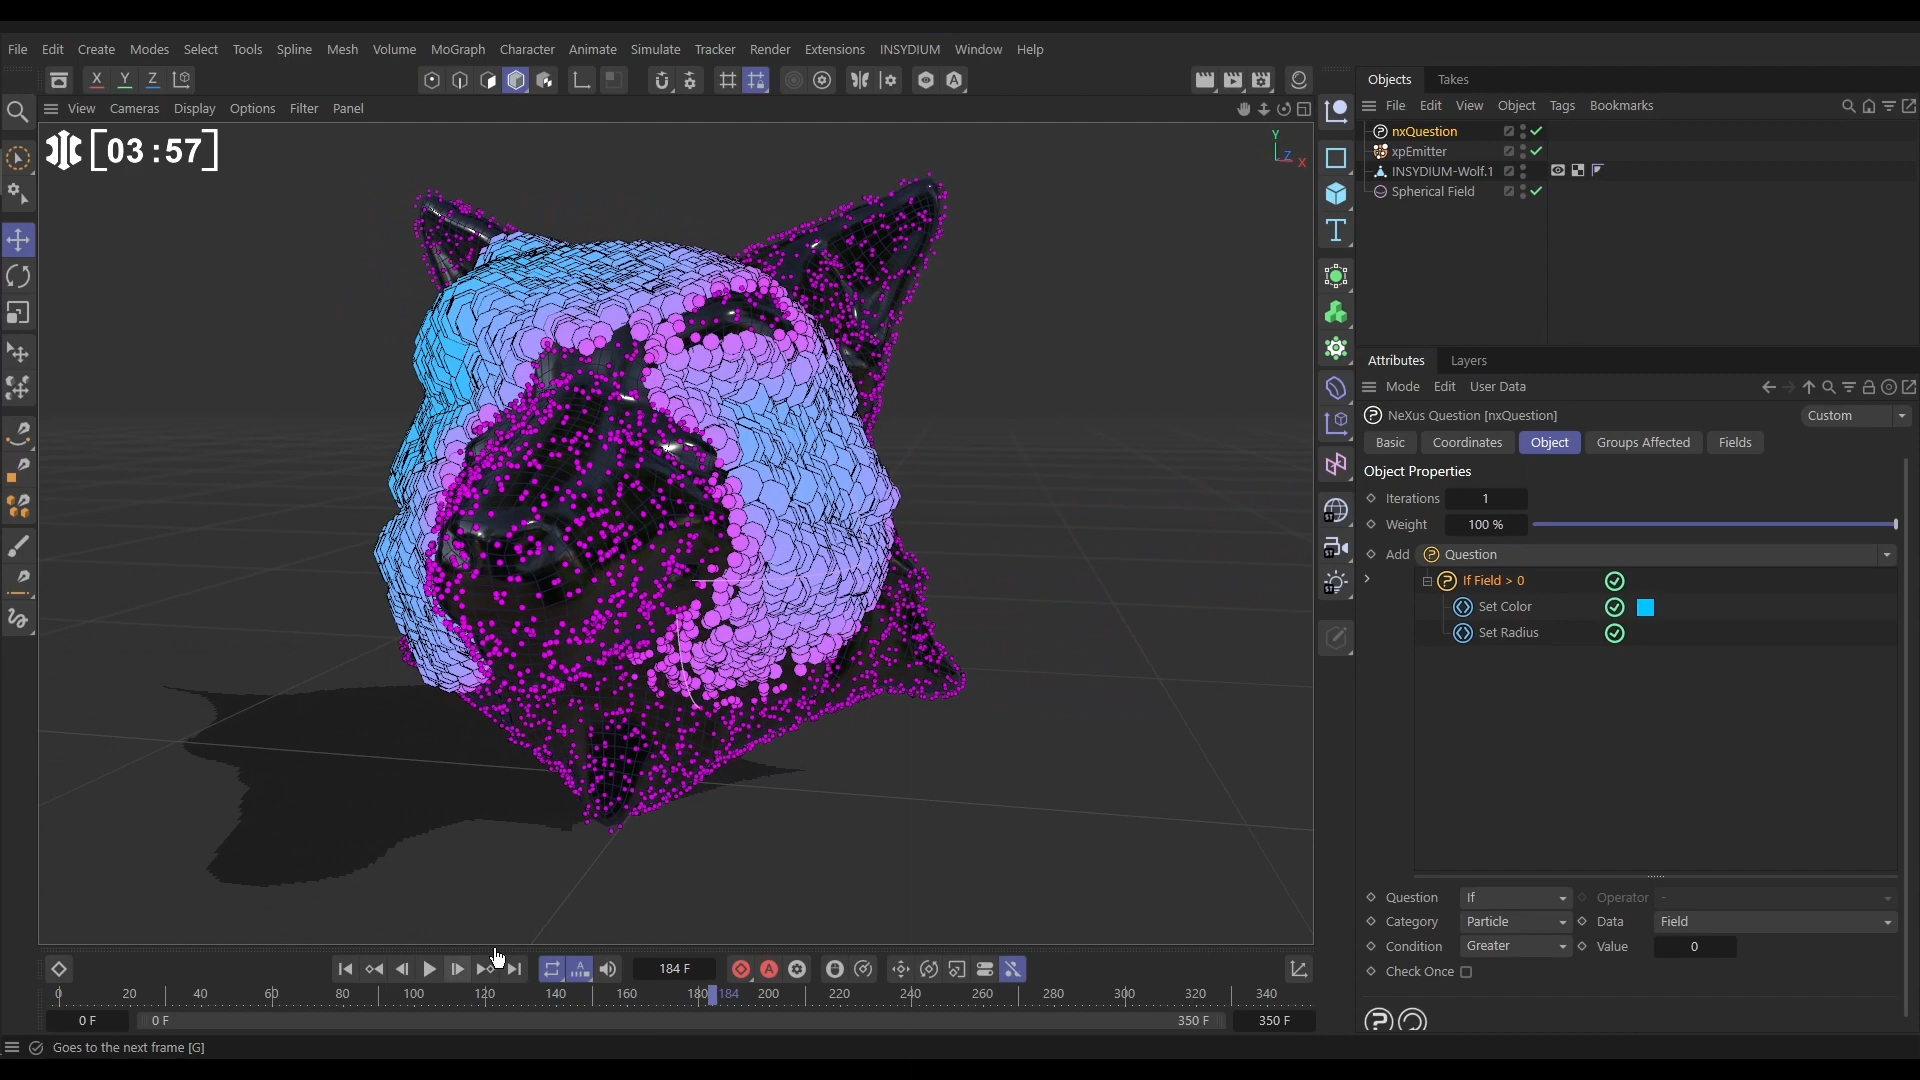 File Edit Create Modes Select Tools Spline Mesh Volume MoGraph Character Animate Simulate Tracker Render Extensions INSYDIUM Window Help
X Y Z
View Cameras Display Options Filter Panel
[03:57]
Y
Z X
Objects Takes
File Edit View Object Tags Bookmarks
nxQuestion
xpEmitter
INSYDIUM-Wolf.1
Spherical Field
Attributes Layers
Mode Edit User Data
NeXus Question [nxQuestion] Custom
Basic Coordinates Object Groups Affected Fields
Object Properties
Iterations 1
Weight 100 %
Add Question
If Field > 0
Set Color
Set Radius
Question If Operator -
Category Particle Data Field
Condition Greater Value 0
Check Once
184 F
0 20 40 60 80 100 120 140 160 180 184 200 220 240 260 280 300 320 340
0 F 0 F 350 F 350 F
Goes to the next frame [G]